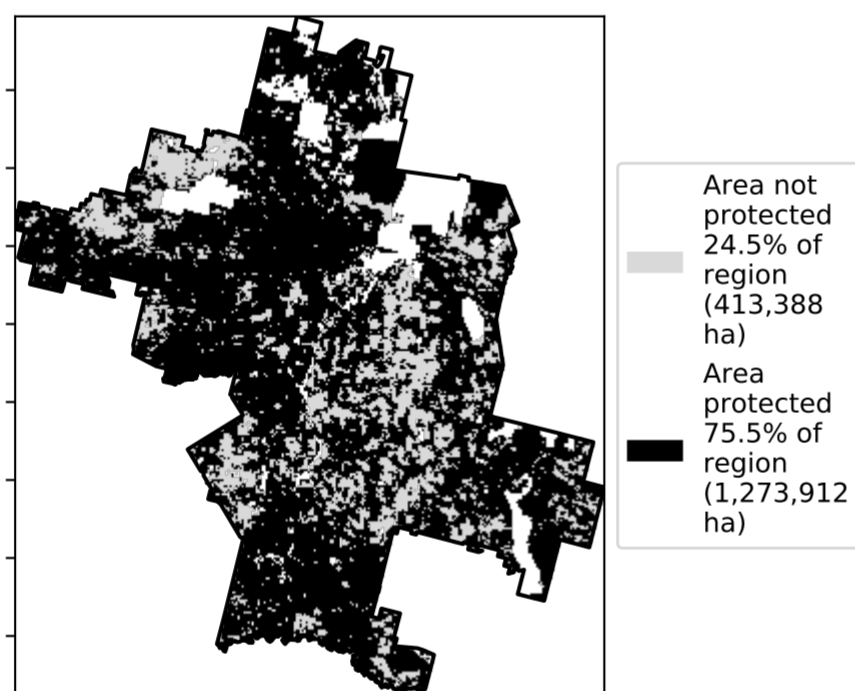 Area not
protected
24.5% of
region
(413,388
ha)
Area
protected
75.5% of
region
(1,273,912
ha)